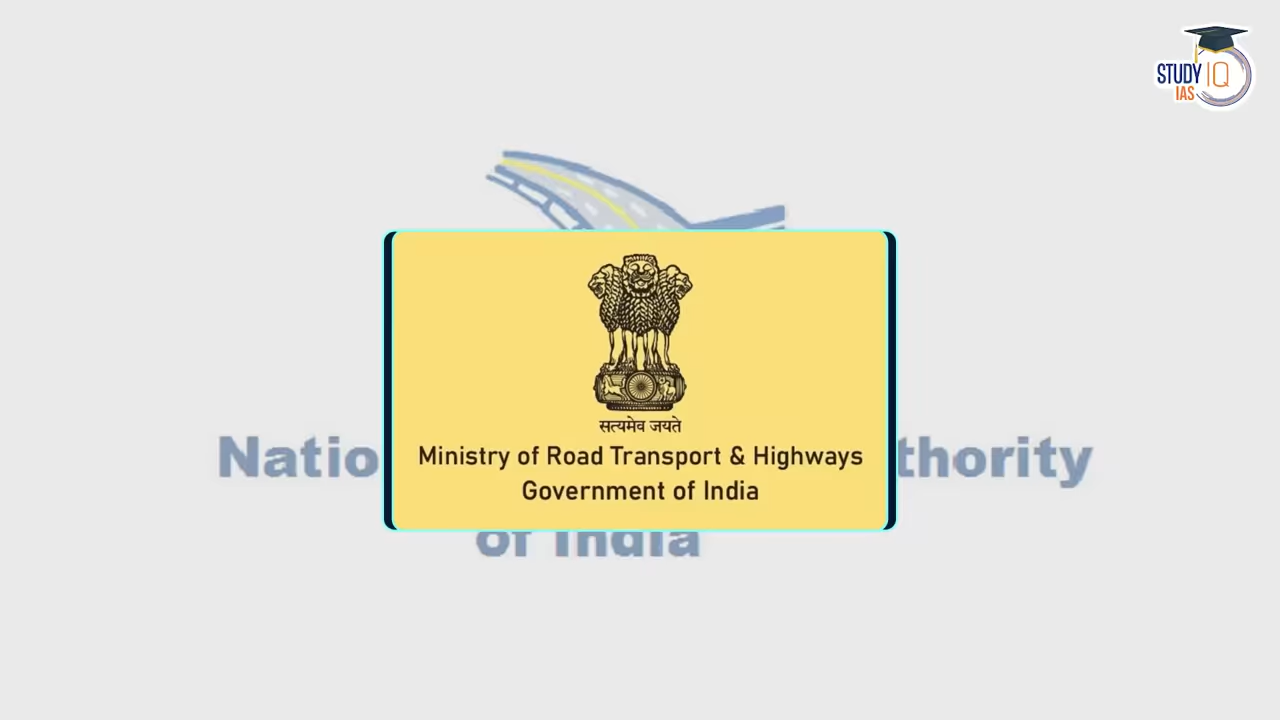 STUDY IQ
IAS
सत्यमेव जयते
Ministry of Road Transport & Highways
Government of India
Natio thority
of India